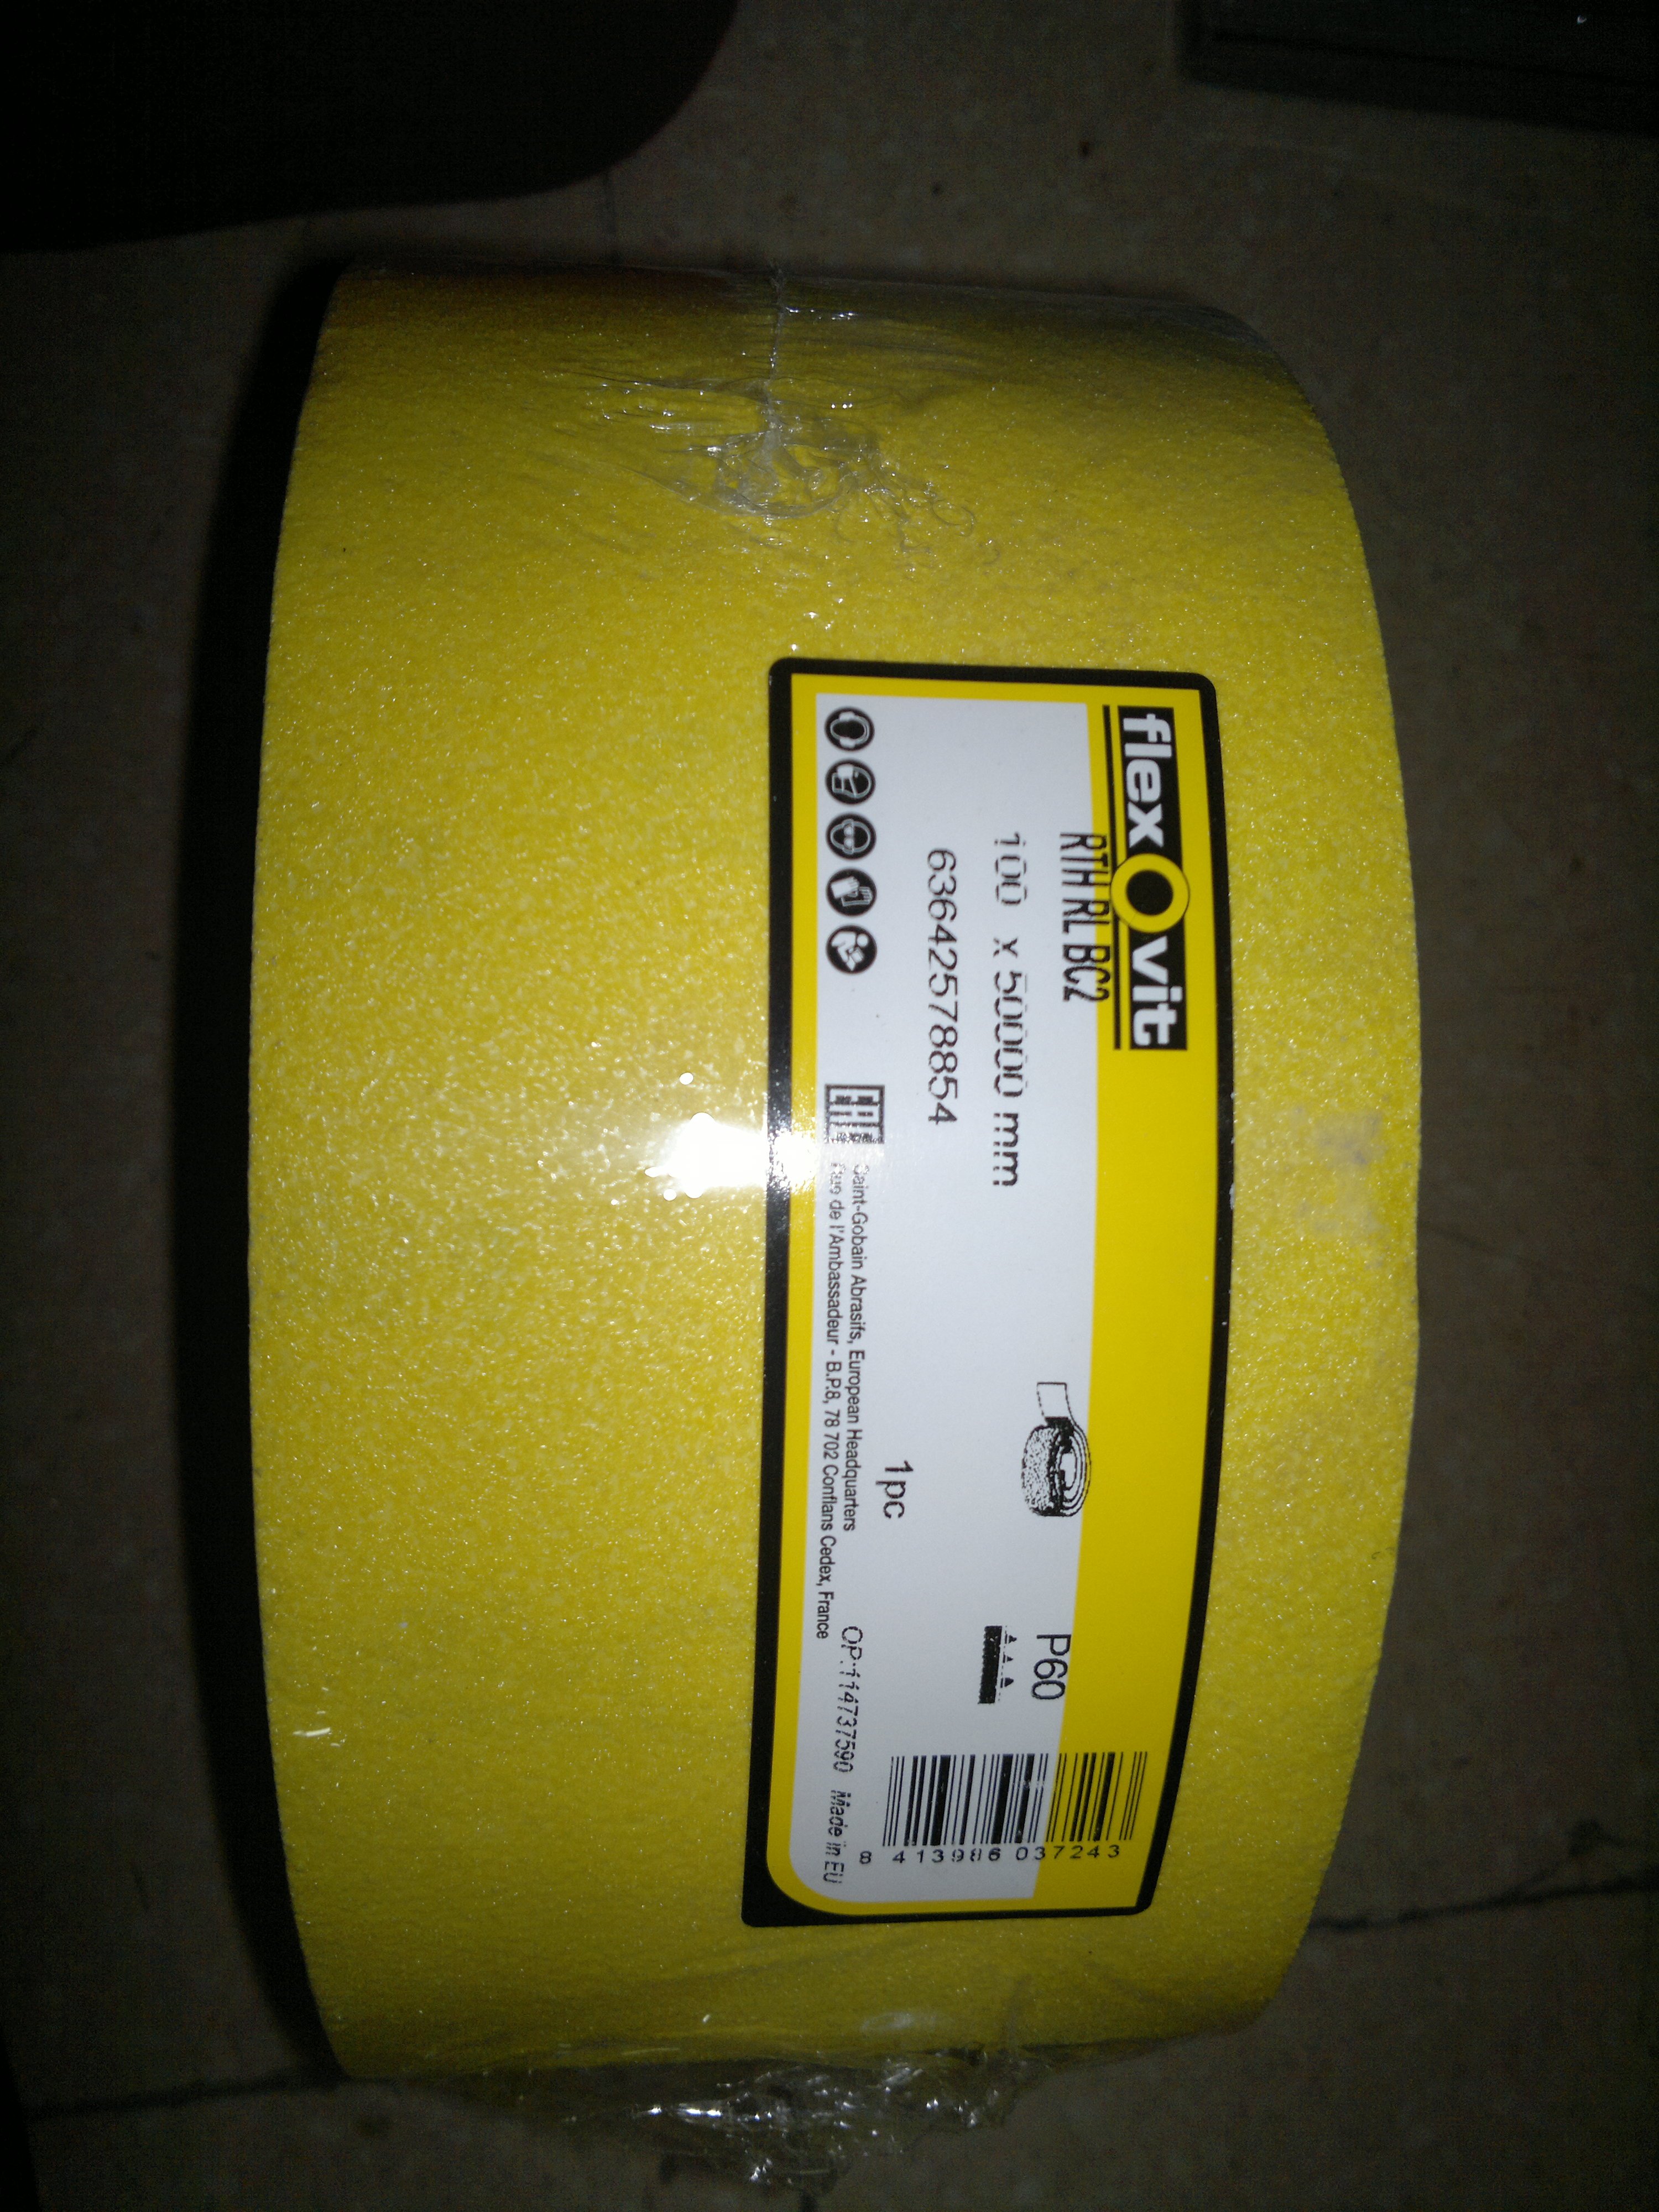 flexOvit
RTH RL BC2
P60
100 x 50000 mm
63642578854
1pc
Saint-Gobain Abrasifs, European Headquarters
Rue de l'Ambassadeur - B.P.8, 78 702 Conflans Cedex, France
OP:114737590 Made in EU
8 413986 037243